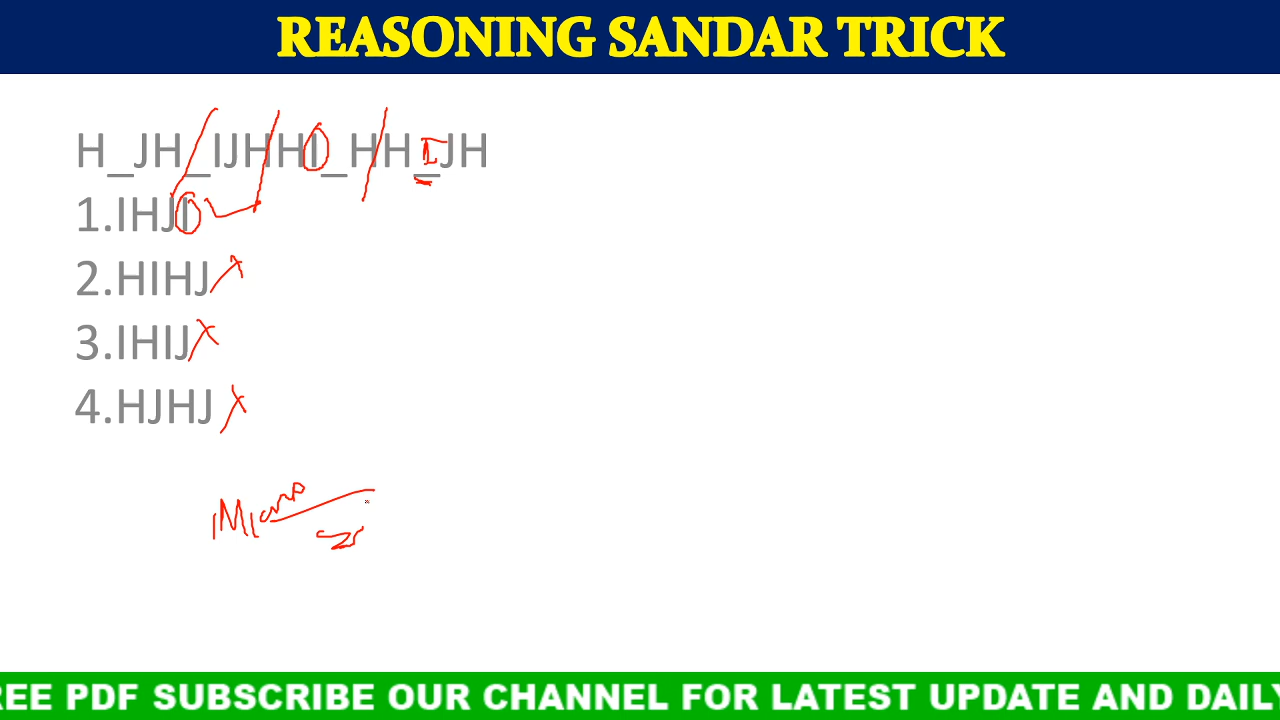 REASONING SANDAR TRICK
H_JH_IJHHI_HH_JH
I
1.IHJI
2.HIHJ
3.IHIJ
4.HJHJ
REE PDF SUBSCRIBE OUR CHANNEL FOR LATEST UPDATE AND DAILY